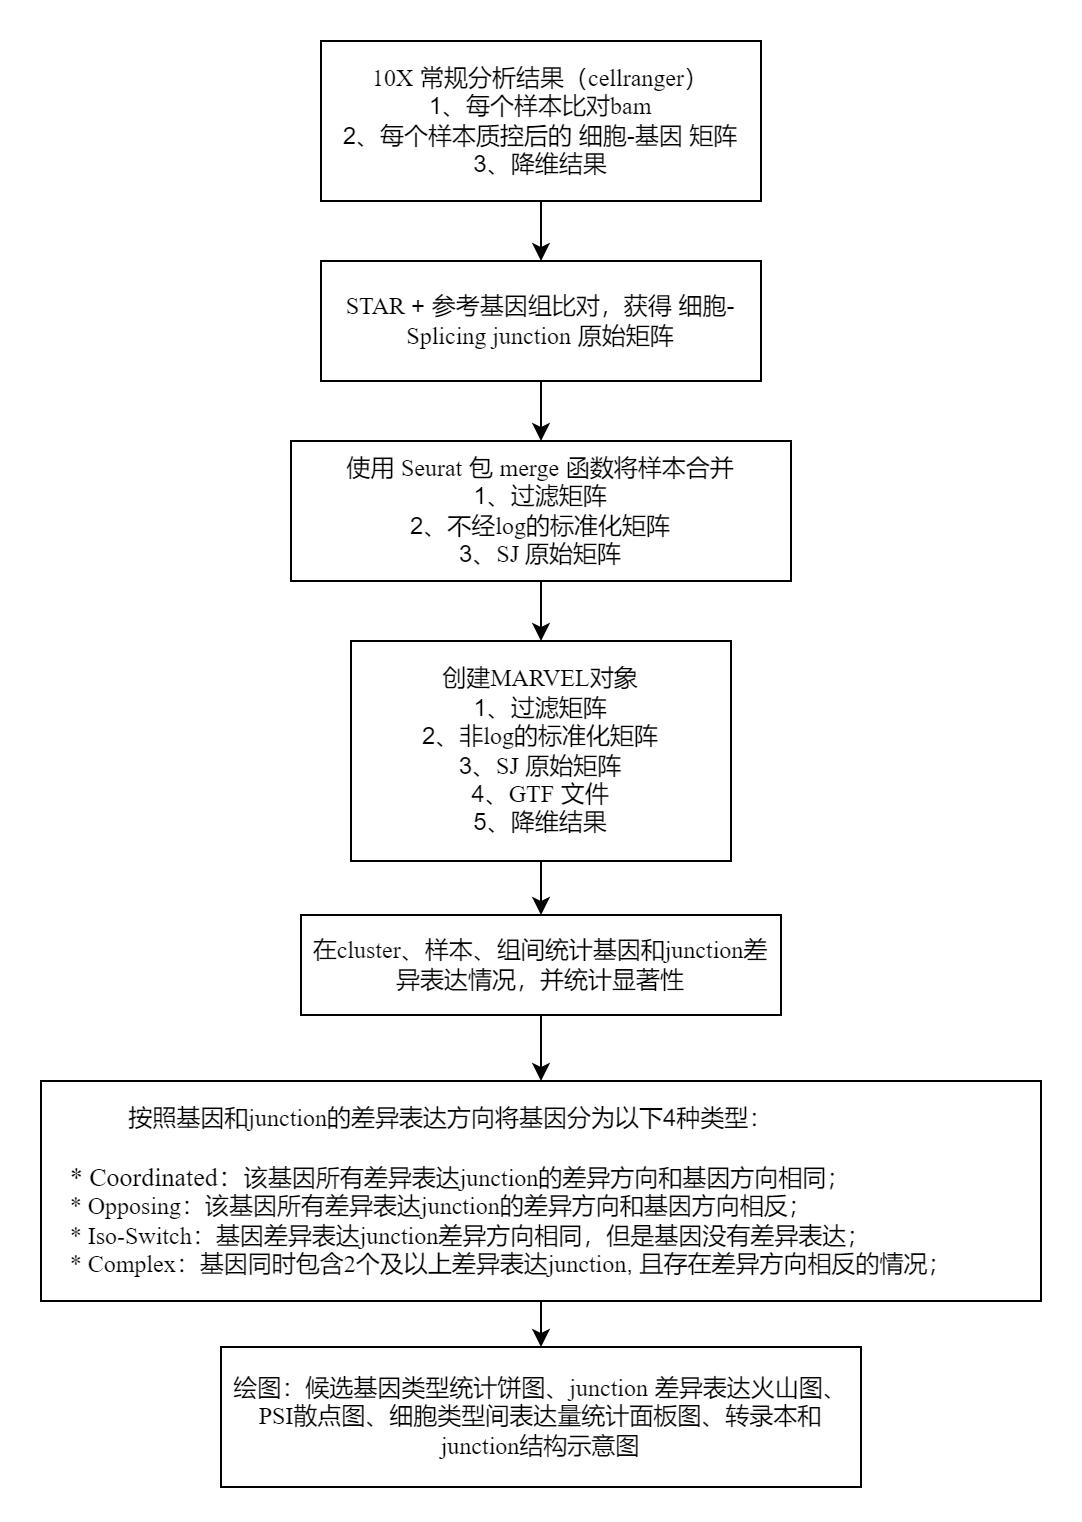 10X 常规分析结果（cellranger）
1、每个样本比对bam
2、每个样本质控后的 细胞-基因 矩阵
3、降维结果
STAR + 参考基因组比对，获得 细胞-
Splicing junction 原始矩阵
使用 Seurat 包 merge 函数将样本合并
1、过滤矩阵
2、不经log的标准化矩阵
3、SJ 原始矩阵
创建MARVEL对象
1、过滤矩阵
2、非log的标准化矩阵
3、SJ 原始矩阵
4、GTF 文件
5、降维结果
在cluster、样本、组间统计基因和junction差
异表达情况，并统计显著性
按照基因和junction的差异表达方向将基因分为以下4种类型：
* Coordinated：该基因所有差异表达junction的差异方向和基因方向相同；
* Opposing：该基因所有差异表达junction的差异方向和基因方向相反；
* Iso-Switch：基因差异表达junction差异方向相同，但是基因没有差异表达；
* Complex：基因同时包含2个及以上差异表达junction, 且存在差异方向相反的情况；
绘图：候选基因类型统计饼图、junction 差异表达火山图、
PSI散点图、细胞类型间表达量统计面板图、转录本和
junction结构示意图